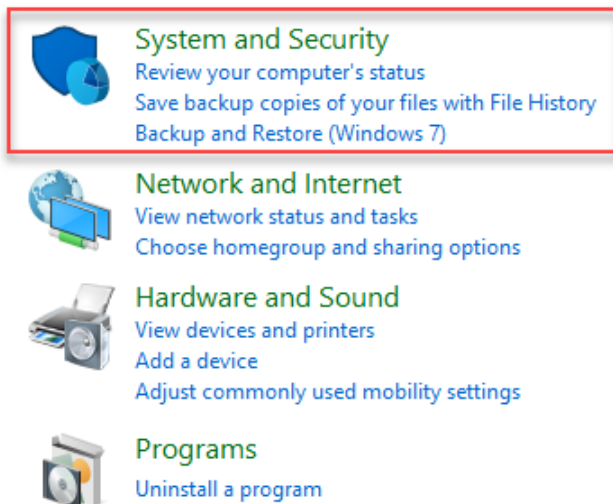 System and Security
Review your computer's status
Save backup copies of your files with File History
Backup and Restore (Windows 7)
Network and Internet
View network status and tasks
Choose homegroup and sharing options
Hardware and Sound
View devices and printers
Add a device
Adjust commonly used mobility settings
Programs
Uninstall a program